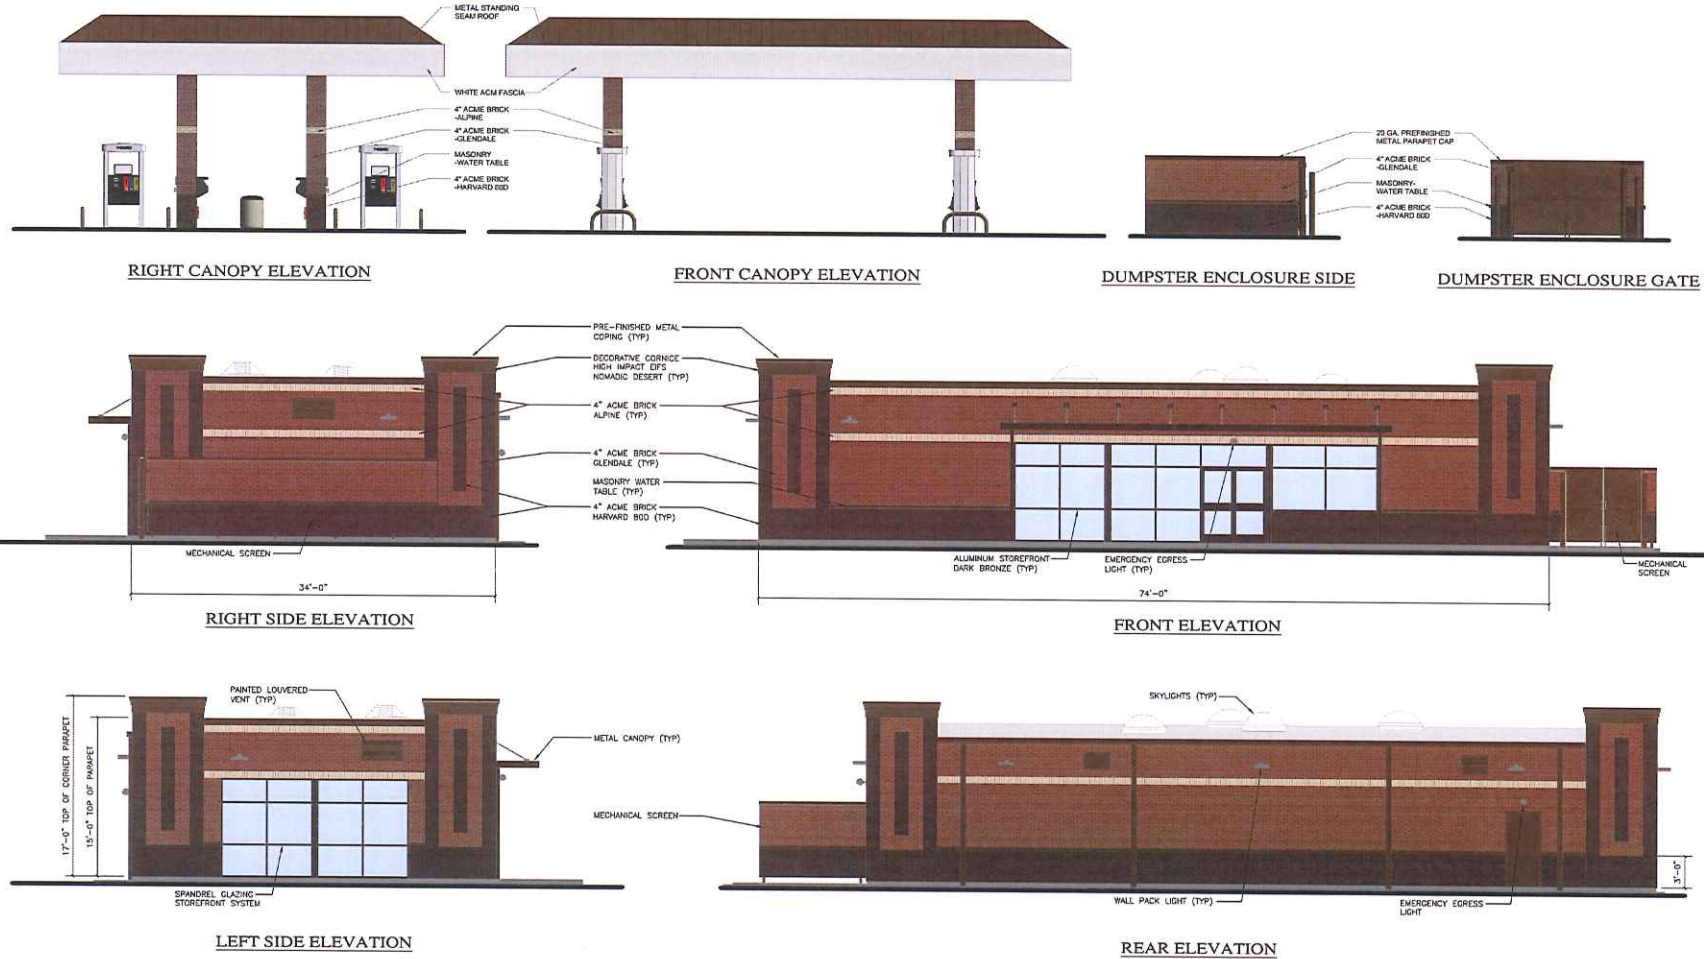 METAL STANDING
SEAM ROOF
WHITE ACM FASCIA
4" ACME BRICK
-ALPINE
4" ACME BRICK
-GLENDALE
MASONRY
-WATER TABLE
4" ACME BRICK
-HARVARD BOD
20 GA. PREFINISHED
METAL PARAPET CAP
4" ACME BRICK
-GLENDALE
MASONRY-
WATER TABLE
4" ACME BRICK
-HARVARD BOD
RIGHT CANOPY ELEVATION
FRONT CANOPY ELEVATION
DUMPSTER ENCLOSURE SIDE
DUMPSTER ENCLOSURE GATE
PRE-FINISHED METAL
COPING (TYP)
DECORATIVE CORNICE
HIGH IMPACT EIFS
NOMADIC DESERT (TYP)
4" ACME BRICK
ALPINE (TYP)
4" ACME BRICK
GLENDALE (TYP)
MASONRY WATER
TABLE (TYP)
4" ACME BRICK
HARVARD BOD (TYP)
MECHANICAL SCREEN
ALUMINUM STOREFRONT
DARK BRONZE (TYP)
EMERGENCY EGRESS
LIGHT (TYP)
MECHANICAL
SCREEN
34'-0"
74'-0"
RIGHT SIDE ELEVATION
FRONT ELEVATION
PAINTED LOUVERED
VENT (TYP)
SKYLIGHTS (TYP)
METAL CANOPY (TYP)
17'-0" TOP OF CORNER PARAPET
15'-0" TOP OF PARAPET
MECHANICAL SCREEN
3'-0"
SPANDREL GLAZING
STOREFRONT SYSTEM
WALL PACK LIGHT (TYP)
EMERGENCY EGRESS
LIGHT
LEFT SIDE ELEVATION
REAR ELEVATION